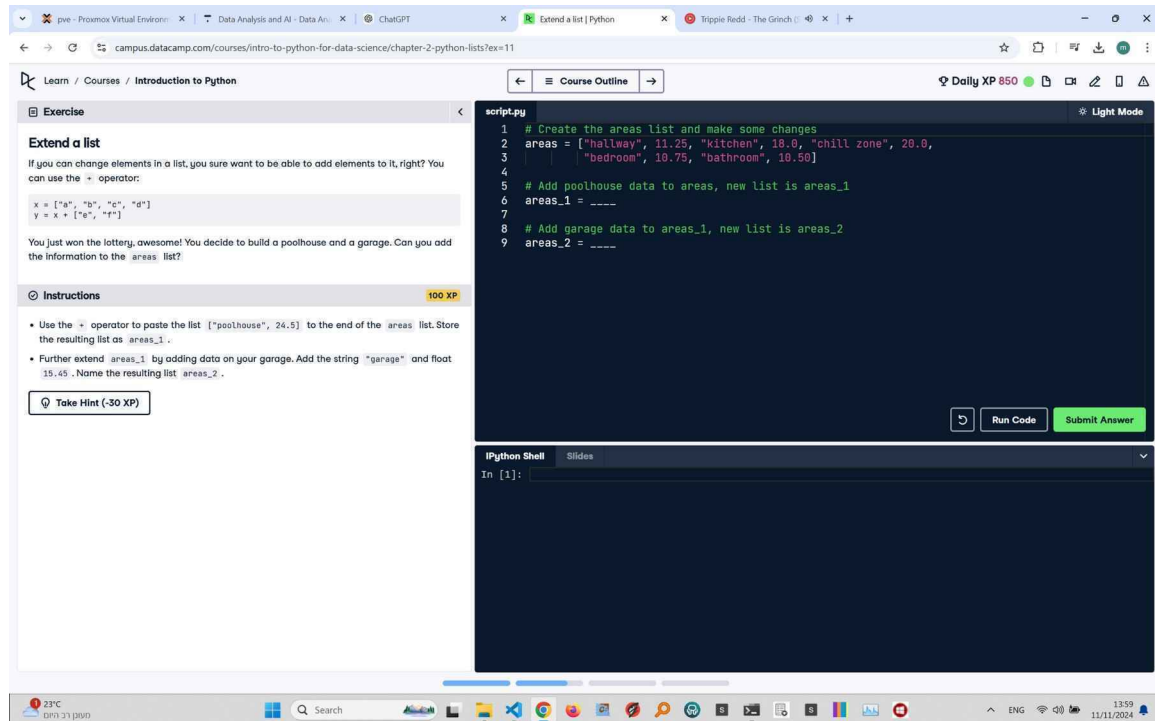 pve - Proxmox Virtual Environm
Data Analysis and AI - Data An
ChatGPT
Extend a list | Python
Trippie Redd - The Grinch
campus.datacamp.com/courses/intro-to-python-for-data-science/chapter-2-python-lists?ex=11
m
Learn / Courses / Introduction to Python
Course Outline
Daily XP 850
Exercise
Extend a list
If you can change elements in a list, you sure want to be able to add elements to it, right? You
can use the + operator:
x = ["a", "b", "c", "d"]
y = x + ["e", "f"]
You just won the lottery, awesome! You decide to build a poolhouse and a garage. Can you add
the information to the areas list?
Instructions
100 XP
• Use the + operator to paste the list ["poolhouse", 24.5] to the end of the areas list. Store
the resulting list as areas_1 .
• Further extend areas_1 by adding data on your garage. Add the string "garage" and float
15.45 . Name the resulting list areas_2 .
Take Hint (-30 XP)
script.py
Light Mode
1 # Create the areas list and make some changes
2 areas = ["hallway", 11.25, "kitchen", 18.0, "chill zone", 20.0,
3 "bedroom", 10.75, "bathroom", 10.50]
4
5 # Add poolhouse data to areas, new list is areas_1
6 areas_1 = ____
7
8 # Add garage data to areas_1, new list is areas_2
9 areas_2 = ____
Run Code
Submit Answer
IPython Shell
Slides
In [1]:
1
23°C
מעונן רב היום
Search
ENG
13:59
11/11/2024